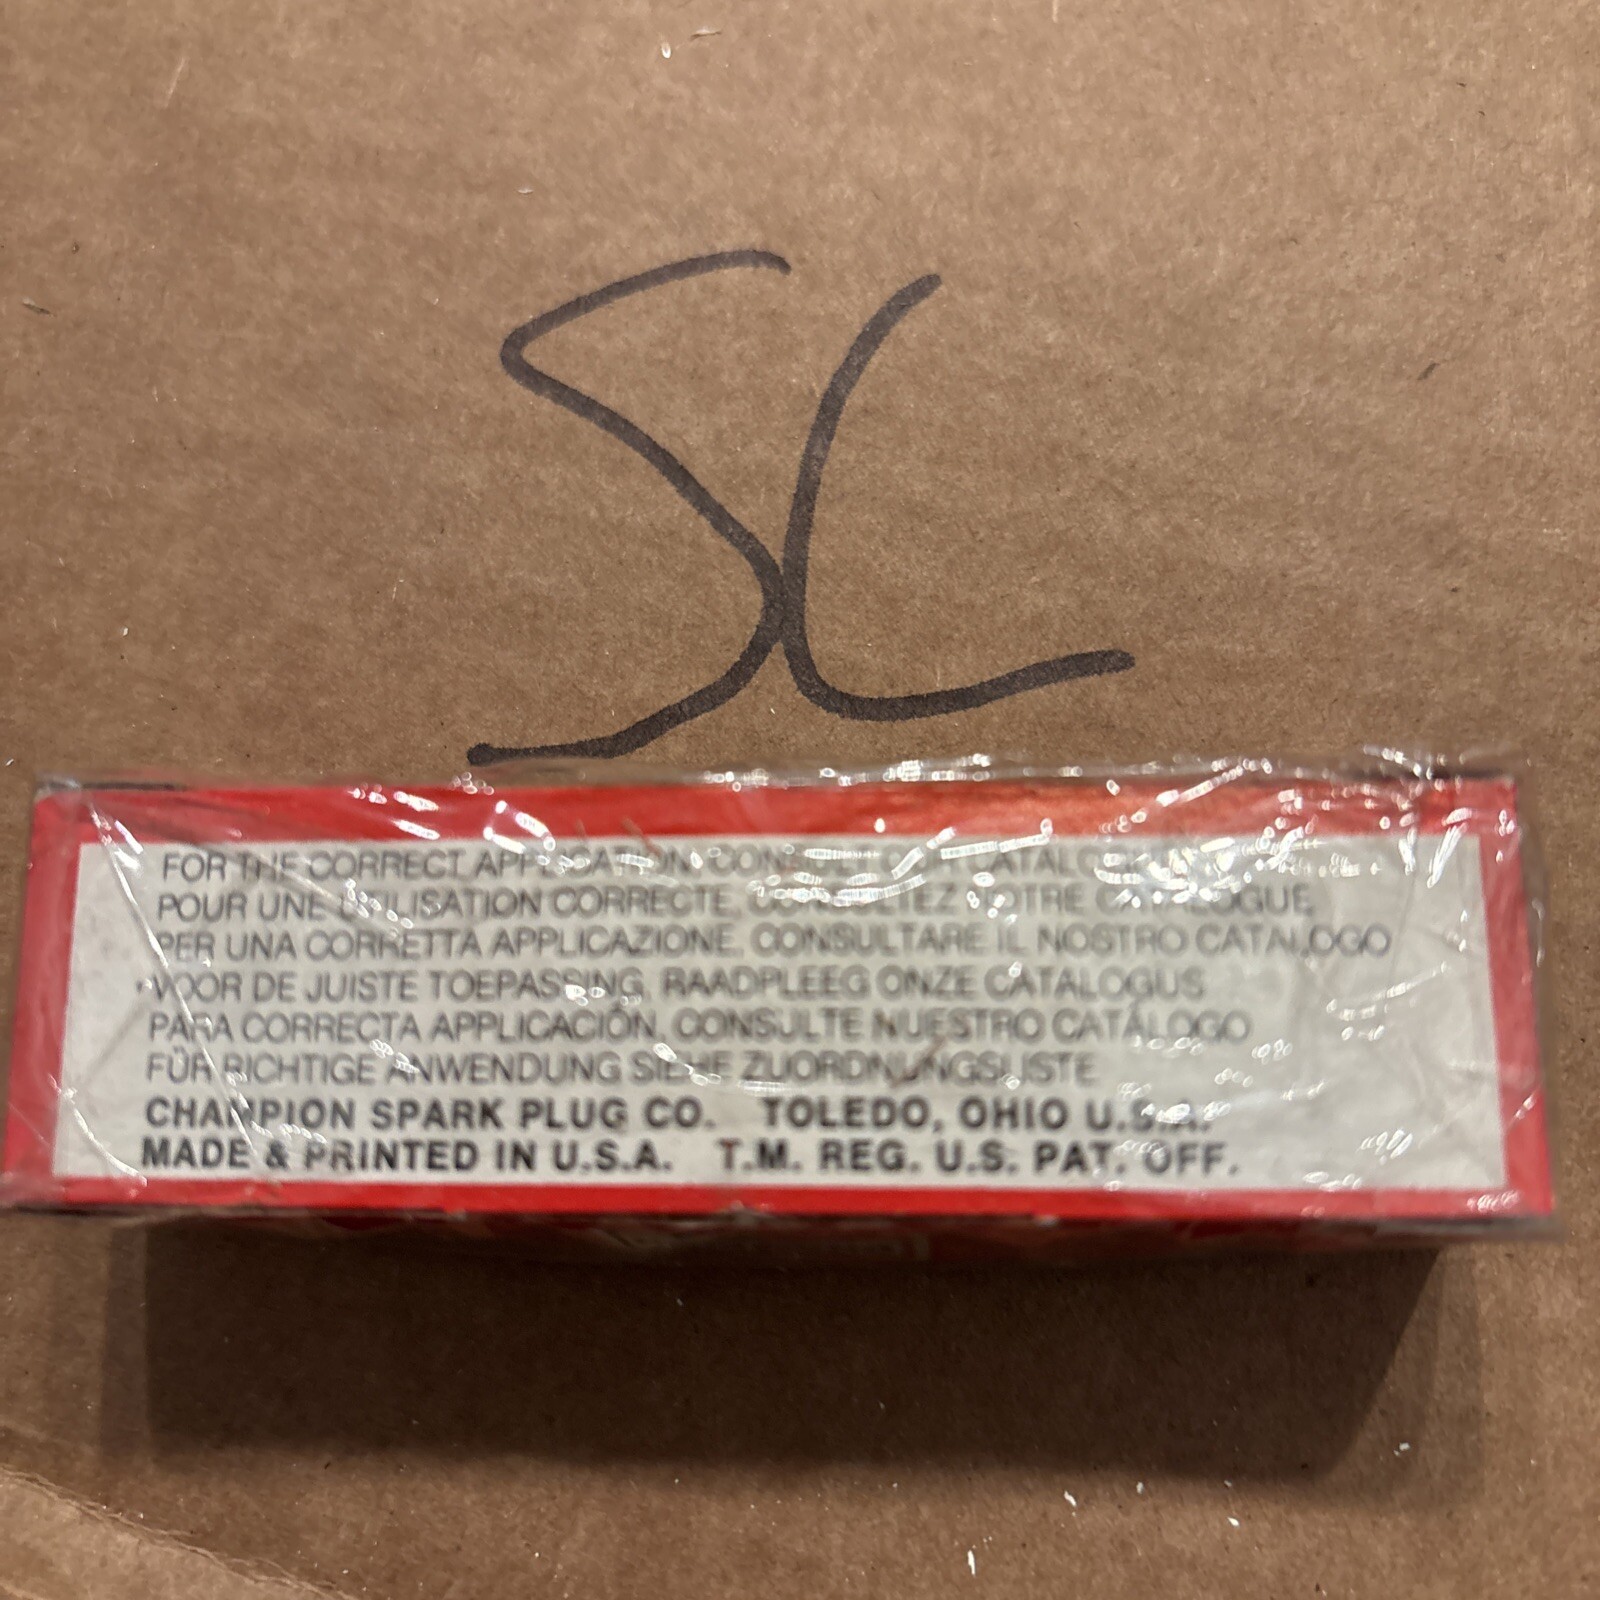 SL
FOR THE CORRECT APPLICATION, CONSULT OUR CATALOGUE
POUR UNE UTILISATION CORRECTE, CONSULTEZ NOTRE CATALOGUE
PER UNA CORRETTA APPLICAZIONE, CONSULTARE IL NOSTRO CATALOGO
VOOR DE JUISTE TOEPASSING, RAADPLEEG ONZE CATALOGUS
PARA CORRECTA APPLICACIÓN, CONSULTE NUESTRO CATÁLOGO
FÜR RICHTIGE ANWENDUNG SIEHE ZUORDNUNGSLISTE
CHAMPION SPARK PLUG CO. TOLEDO, OHIO U.S.A.
MADE & PRINTED IN U.S.A. T.M. REG. U.S. PAT. OFF.